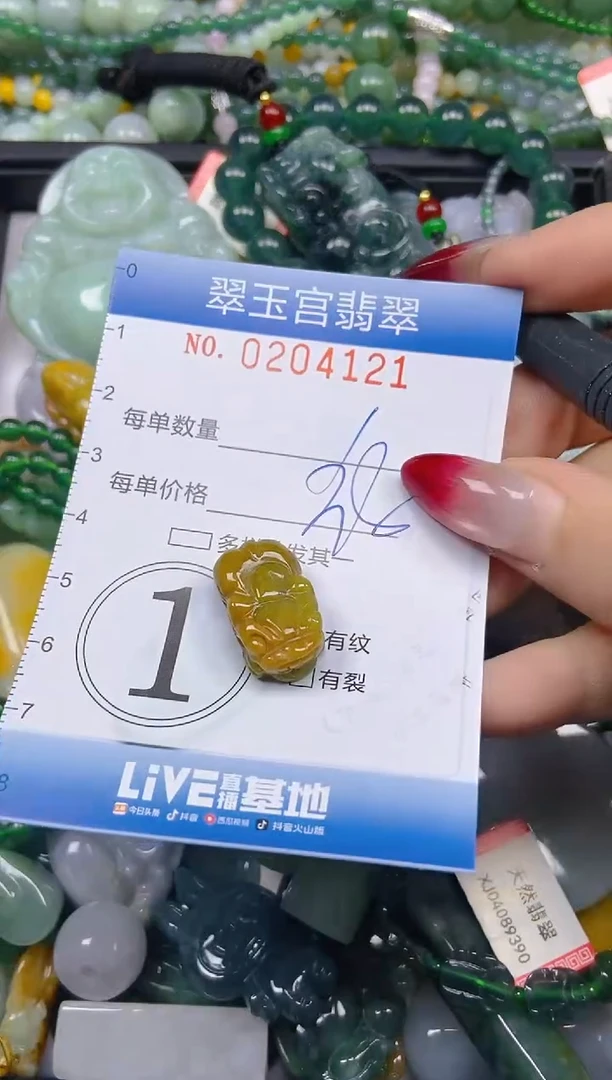 0
翠玉宫翡翠
1
NO. 0204121
2
每单数量
3
每单价格
4
5
1
有纹
6
有裂
7
8
LiVE直播基地
今日头条 抖音 西瓜视频 抖音火山版
天然翡翠
XJ04089390